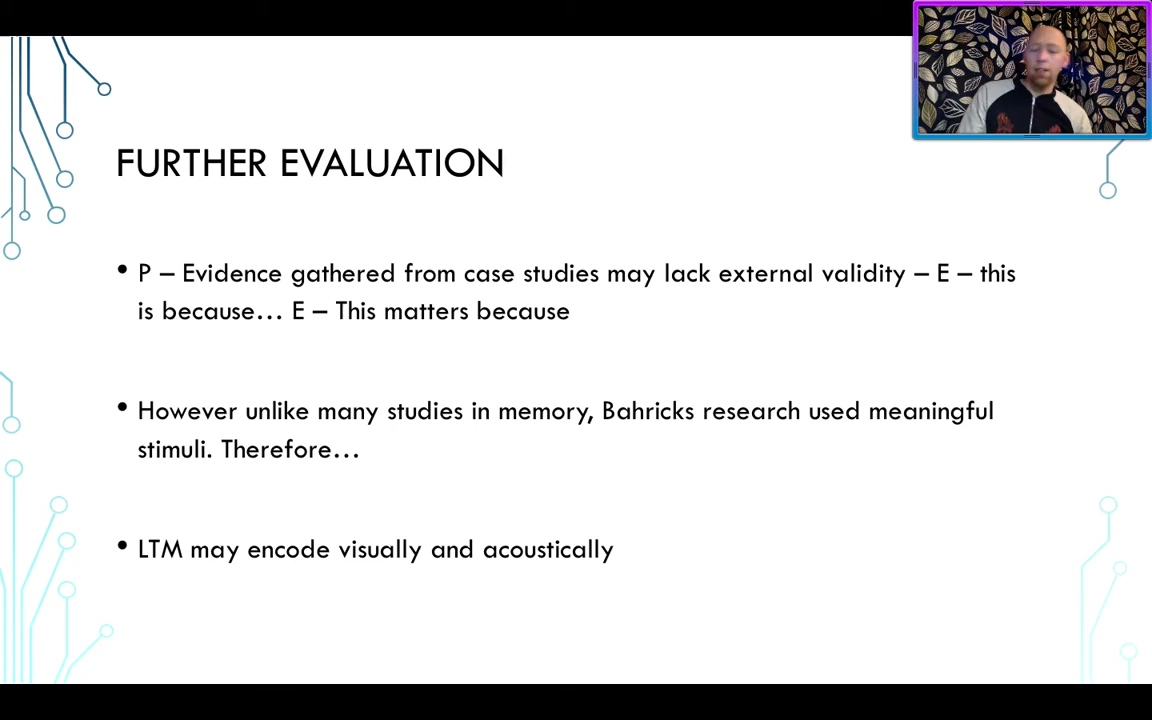 FURTHER EVALUATION
• P – Evidence gathered from case studies may lack external validity – E – this
is because… E – This matters because
• However unlike many studies in memory, Bahricks research used meaningful
stimuli. Therefore…
• LTM may encode visually and acoustically